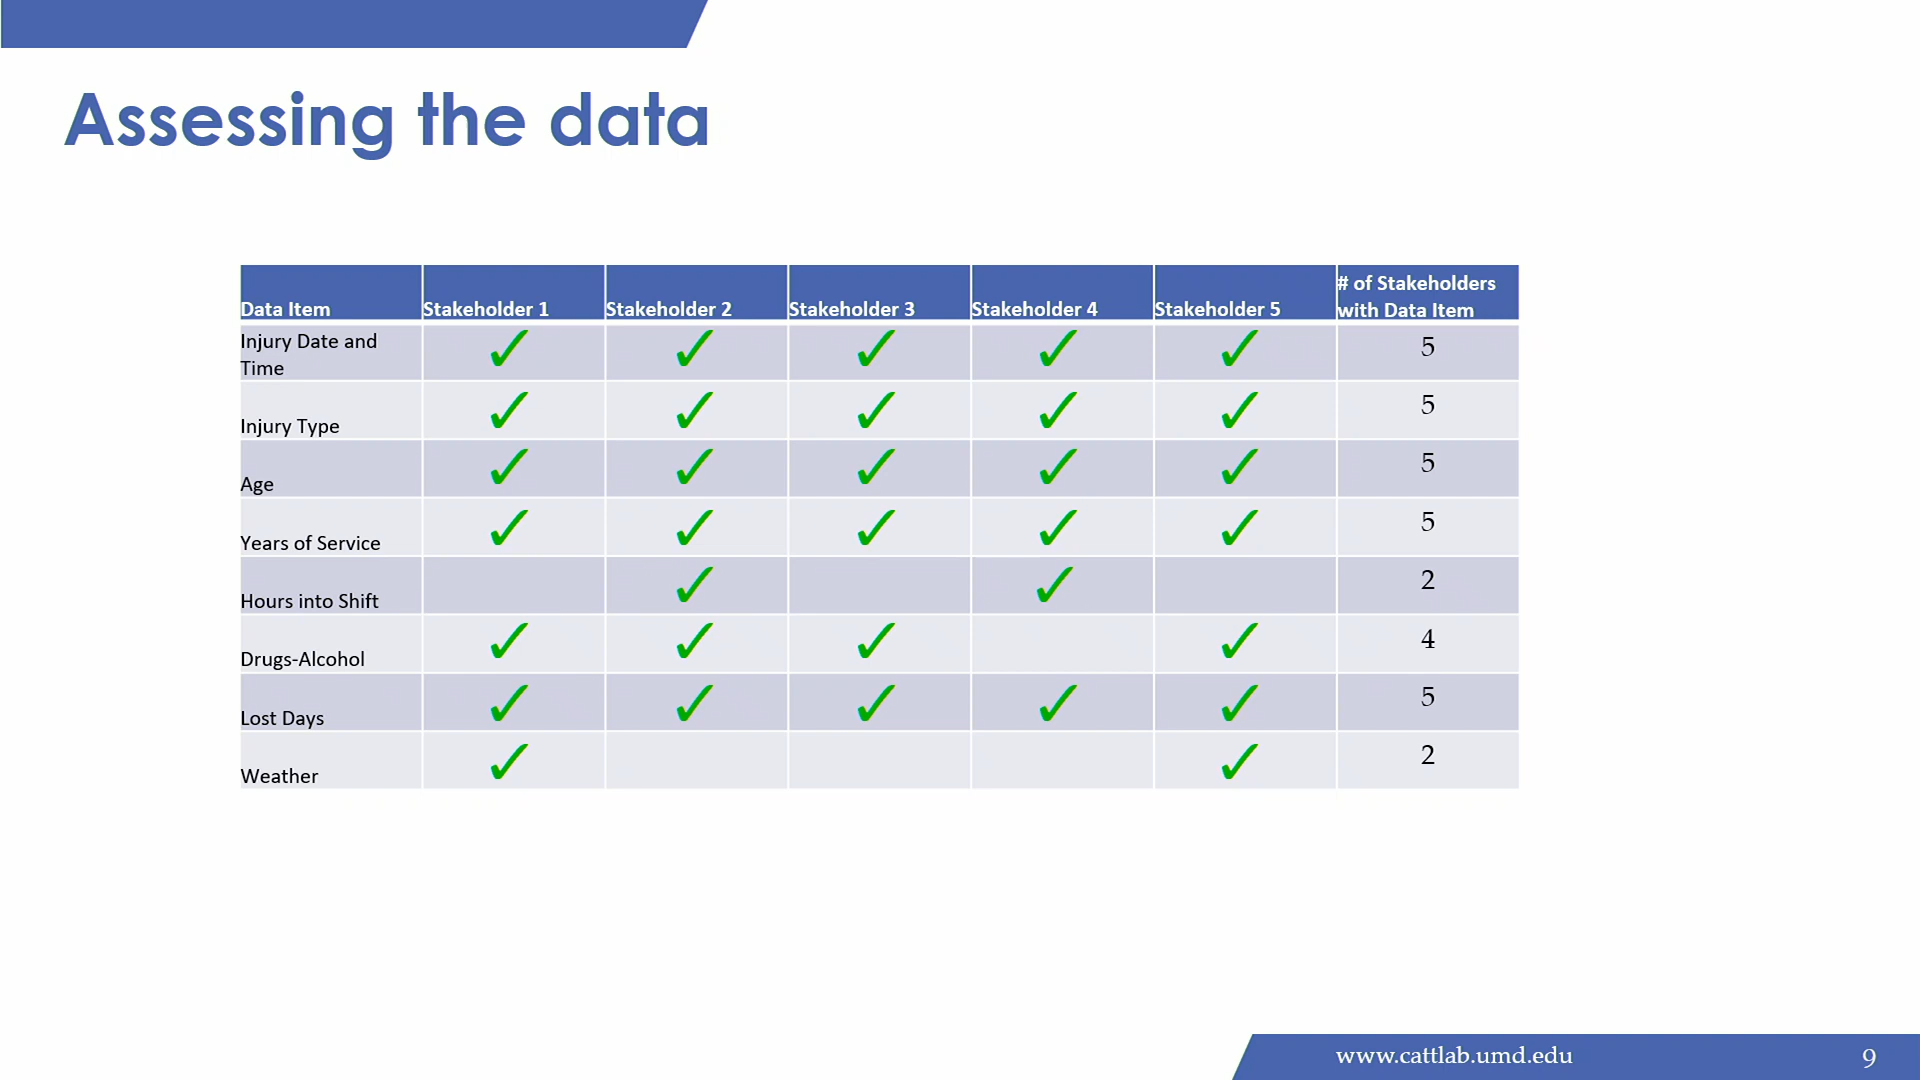 Assessing the data
Data Item Stakeholder 1 Stakeholder 2 Stakeholder 3 Stakeholder 4 Stakeholder 5 # of Stakeholders
with Data Item
Injury Date and
Time ✓ ✓ ✓ ✓ ✓ 5
Injury Type ✓ ✓ ✓ ✓ ✓ 5
Age ✓ ✓ ✓ ✓ ✓ 5
Years of Service ✓ ✓ ✓ ✓ ✓ 5
Hours into Shift ✓ ✓ 2
Drugs-Alcohol ✓ ✓ ✓ ✓ 4
Lost Days ✓ ✓ ✓ ✓ ✓ 5
Weather ✓ ✓ 2
www.cattlab.umd.edu 9